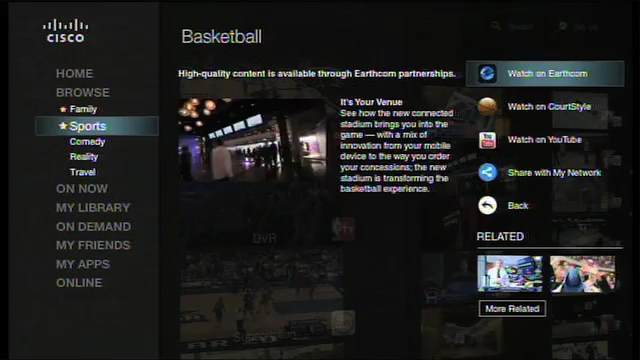 CISCO
Basketball
Search
HOME
BROWSE
Family
Sports
Comedy
Reality
Travel
ON NOW
MY LIBRARY
ON DEMAND
MY FRIENDS
MY APPS
ONLINE
High-quality content is available through Earthcom partnerships.
It's Your Venue
See how the new connected
stadium brings you into the
game — with a mix of
innovation from your mobile
device to the way you order
your concessions; the new
stadium is transforming the
basketball experience.
DVR
Watch on Earthcom
Watch on CourtStyle
You
Tube
Watch on YouTube
Share with My Network
Back
RELATED
More Related